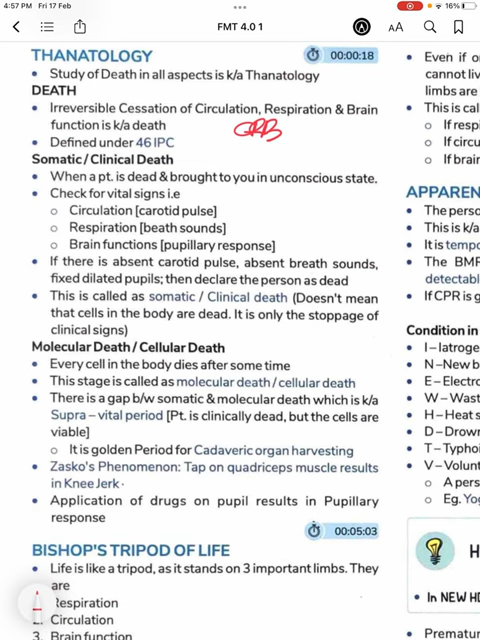 4:57 PM Fri 17 Feb
16%
FMT 4.0 1
AA
THANATOLOGY
00:00:18
• Study of Death in all aspects is k/a Thanatology
DEATH
• Irreversible Cessation of Circulation, Respiration & Brain
function is k/a death
CRB
• Defined under 46 IPC
Somatic / Clinical Death
• When a pt. is dead & brought to you in unconscious state.
• Check for vital signs i.e
o Circulation [carotid pulse]
o Respiration [beath sounds]
o Brain functions [pupillary response]
• If there is absent carotid pulse, absent breath sounds,
fixed dilated pupils; then declare the person as dead
• This is called as somatic / Clinical death (Doesn't mean
that cells in the body are dead. It is only the stoppage of
clinical signs)
Molecular Death / Cellular Death
• Every cell in the body dies after some time
• This stage is called as molecular death / cellular death
• There is a gap b/w somatic & molecular death which is k/a
Supra – vital period [Pt. is clinically dead, but the cells are
viable]
o It is golden Period for Cadaveric organ harvesting
• Zasko's Phenomenon: Tap on quadriceps muscle results
in Knee Jerk.
• Application of drugs on pupil results in Pupillary
response
00:05:03
BISHOP'S TRIPOD OF LIFE
• Life is like a tripod, as it stands on 3 important limbs. They
are
Respiration
2. Circulation
3. Brain function
• Even if o
cannot liv
limbs are
• This is cal
o If respi
o If circu
o If brain
APPAREN
• The perso
• This is k/a
• It is tempo
• The BMF
detectabl
• If CPR is g
Condition in
• I – Iatroge
• N – New b
• E – Electro
• W – Wast
• H – Heat s
• D – Drown
• T – Typhoi
• V – Volunt
o A pers
o Eg. Yog
H
• In NEW HO
• Prematur